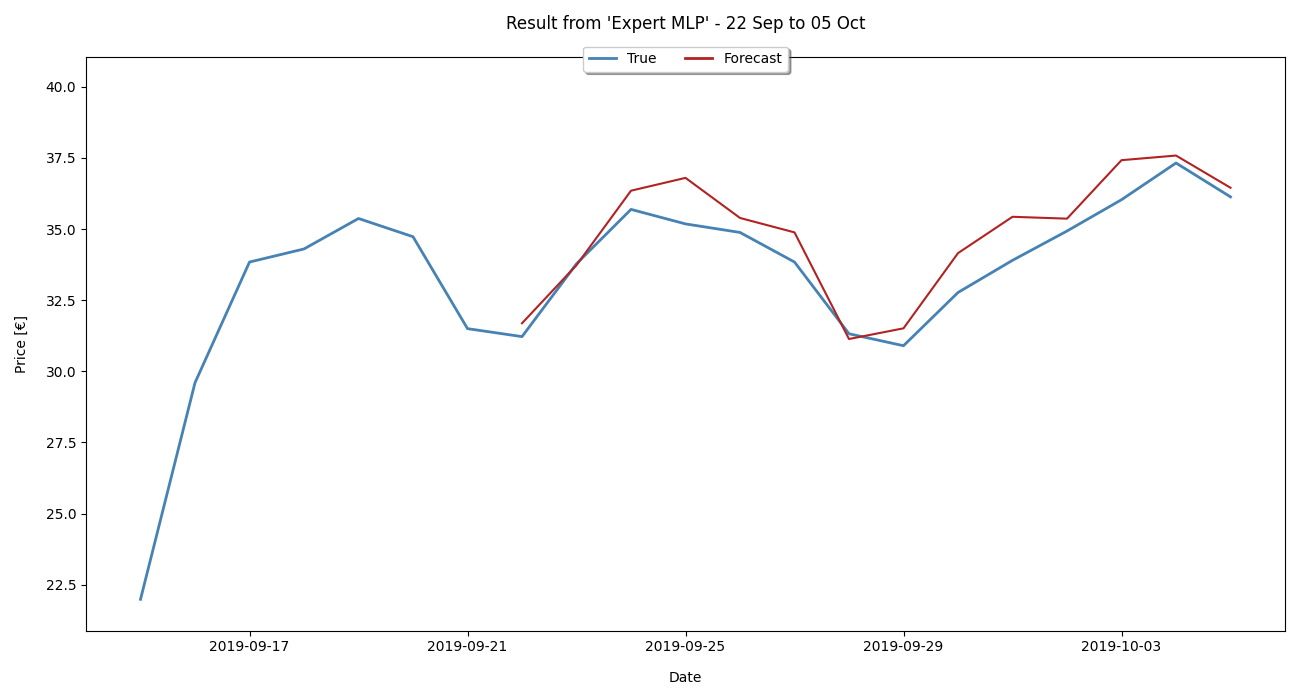 Result from 'Expert MLP' - 22 Sep to 05 Oct
True Forecast
40.0
37.5
35.0
32.5
30.0
27.5
25.0
22.5
Price [€]
2019-09-17 2019-09-21 2019-09-25 2019-09-29 2019-10-03
Date